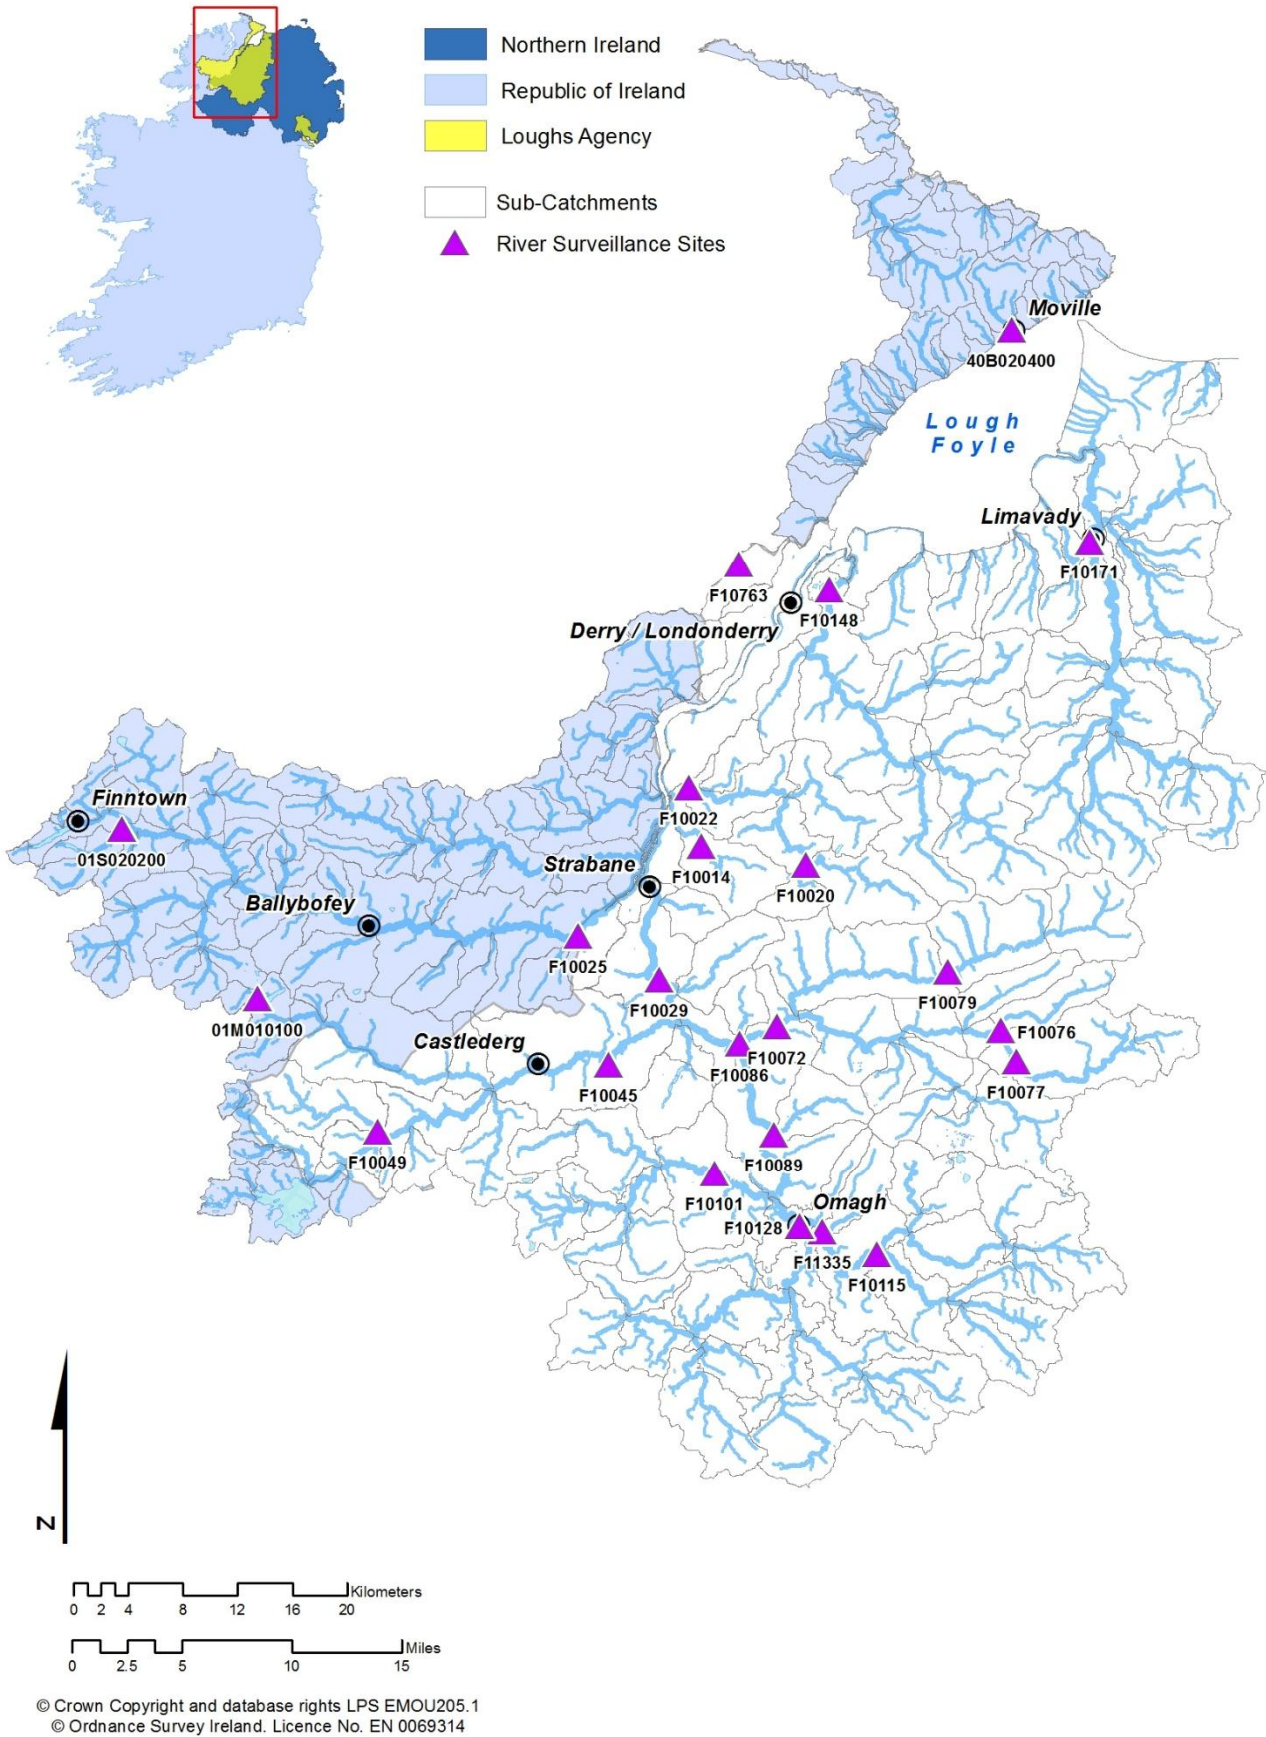 Northern Ireland
Republic of Ireland
Loughs Agency
Sub-Catchments
River Surveillance Sites
Moville
40B020400
Lough
Foyle
Limavady
F10171
F10763
F10148
Derry / Londonderry
Finntown
01S020200
F10022
Strabane
F10014
F10020
Ballybofey
F10025
F10029
F10079
01M010100
Castlederg
F10076
F10072
F10086
F10077
F10045
F10049
F10089
F10101
Omagh
F10128
F11335
F10115
N
Kilometers
0 2 4 8 12 16 20
Miles
0 2.5 5 10 15
© Crown Copyright and database rights LPS EMOU205.1
© Ordnance Survey Ireland. Licence No. EN 0069314